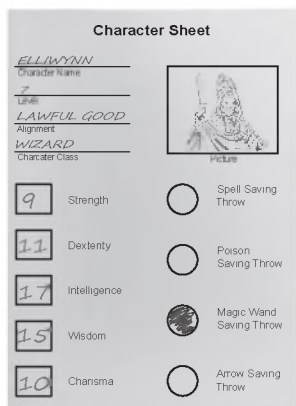 Character Sheet
ELLIWYNN
Character Name
7
Level
LAWFUL GOOD
Alignment
WIZARD
Charcater Class
Picture
9 Strength
11 Dexterity
17 Intelligence
15 Wisdom
10 Charisma
Spell Saving
Throw
Poison
Saving Throw
Magic Wand
Saving Throw
Arrow Saving
Throw